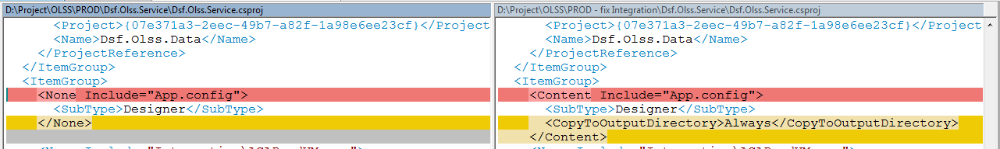 D:\Project\OLSS\PROD\Dsf.Olss.Service\Dsf.Olss.Service.csproj
<Project>{07e371a3-2eec-49b7-a82f-1a98e6ee23cf}</Project
<Name>Dsf.Olss.Data</Name>
</ProjectReference>
</ItemGroup>
<ItemGroup>
<None Include="App.config">
<SubType>Designer</SubType>
</None>
D:\Project\OLSS\PROD - fix Integration\Dsf.Olss.Service\Dsf.Olss.Service.csproj
<Project>{07e371a3-2eec-49b7-a82f-1a98e6ee23cf}</Project
<Name>Dsf.Olss.Data</Name>
</ProjectReference>
</ItemGroup>
<ItemGroup>
<Content Include="App.config">
<SubType>Designer</SubType>
<CopyToOutputDirectory>Always</CopyToOutputDirectory>
</Content>